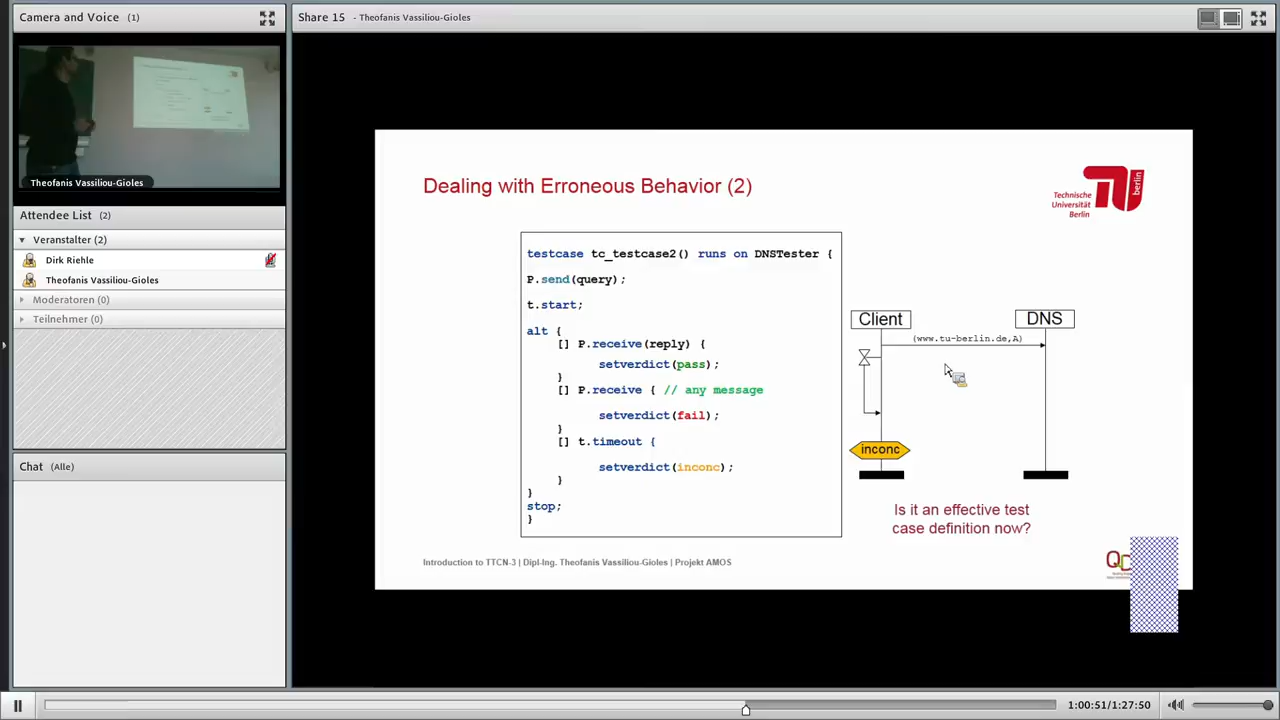 Camera and Voice (1)
Share 15 - Theofanis Vassiliou-Gioles
Theofanis Vassiliou-Gioles
Attendee List (2)
Veranstalter (2)
Dirk Riehle
Theofanis Vassiliou-Gioles
Moderatoren (0)
Teilnehmer (0)
Chat (Alle)
Dealing with Erroneous Behavior (2)
Technische
Universität
Berlin
berlin
testcase tc_testcase2() runs on DNSTester {
P.send(query);
t.start;
alt {
[] P.receive(reply) {
setverdict(pass);
}
[] P.receive { // any message
setverdict(fail);
}
[] t.timeout {
setverdict(inconc);
}
}
stop;
}
Client
DNS
(www.tu-berlin.de,A)
inconc
Is it an effective test
case definition now?
Introduction to TTCN-3 | Dipl-Ing. Theofanis Vassiliou-Gioles | Projekt AMOS
1:00:51/1:27:50